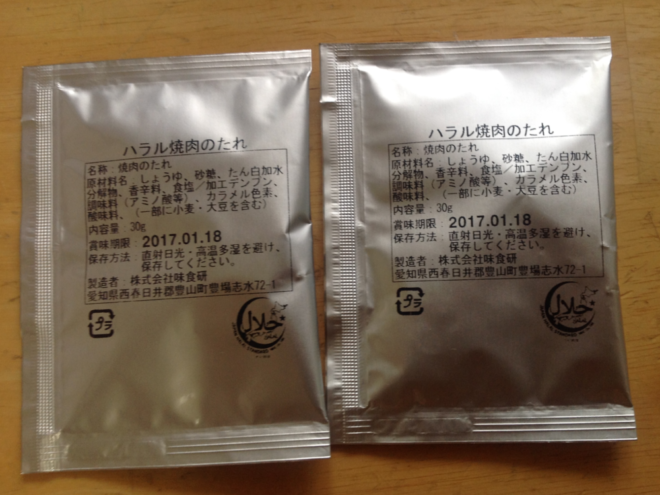 ハラル焼肉のたれ
名称：焼肉のたれ
原材料名：しょうゆ、砂糖、たん白加水
分解物、香辛料、食塩／加工デンプン、
調味料（アミノ酸等）、カラメル色素、
酸味料、（一部に小麦・大豆を含む）
内容量：30g
賞味期限：2017.01.18
保存方法：直射日光・高温多湿を避け、
保存してください。
製造者：株式会社味食研
愛知県西春日井郡豊山町豊場志水72-1
プラ
حلال
ハラル焼肉のたれ
名称：焼肉のたれ
原材料名：しょうゆ、砂糖、たん白加水
分解物、香辛料、食塩／加工デンプン、
調味料（アミノ酸等）、カラメル色素、
酸味料、（一部に小麦・大豆を含む）
内容量：30g
賞味期限：2017.01.18
保存方法：直射日光・高温多湿を避け、
保存してください。
製造者：株式会社味食研
愛知県西春日井郡豊山町豊場志水72-1
プラ
حلال